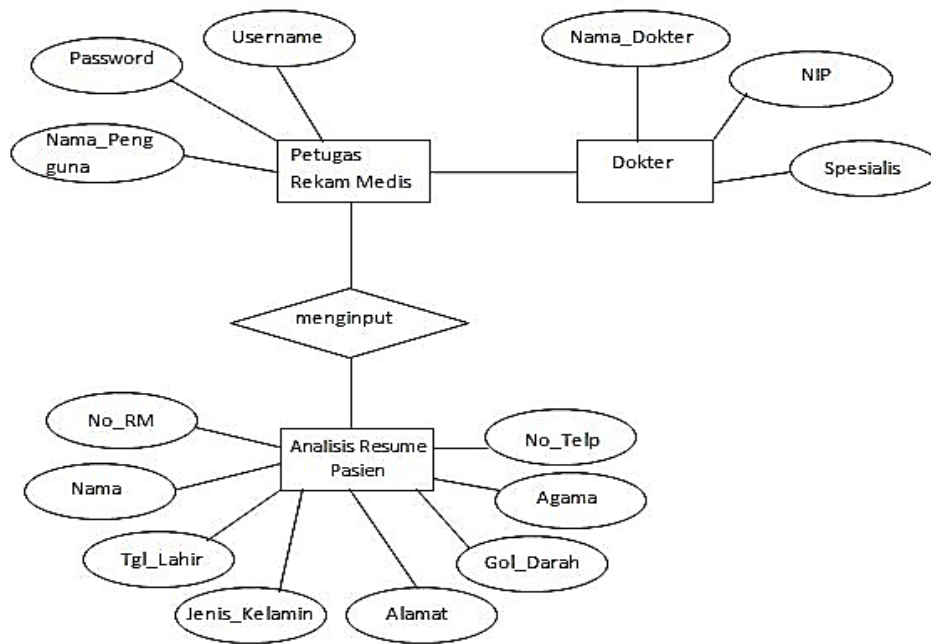 Username
Nama_Dokter
Password
NIP
Nama_Peng
guna
Petugas
Rekam Medis
Dokter
Spesialis
menginput
No_RM
Analisis Resume
Pasien
No_Telp
Nama
Agama
Tgl_Lahir
Gol_Darah
Jenis_Kelamin
Alamat